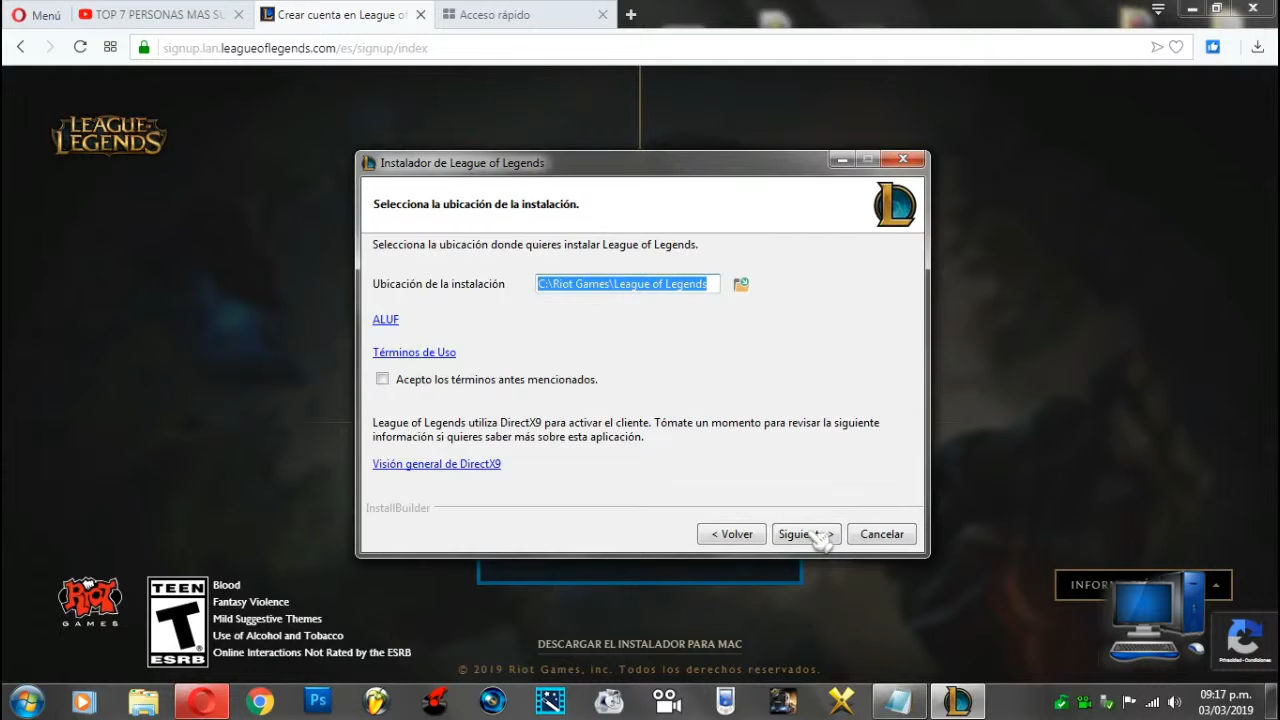 Menú
TOP 7 PERSONAS MAS SU
Crear cuenta en League of
Acceso rápido
signup.lan.leagueoflegends.com/es/signup/index
LEAGUE OF LEGENDS
Instalador de League of Legends
Selecciona la ubicación de la instalación.
Selecciona la ubicación donde quieres instalar League of Legends.
Ubicación de la instalación
C:\Riot Games\League of Legends
ALUF
Términos de Uso
Acepto los términos antes mencionados.
League of Legends utiliza DirectX9 para activar el cliente. Tómate un momento para revisar la siguiente
información si quieres saber más sobre esta aplicación.
Visión general de DirectX9
InstallBuilder
< Volver
Siguiente >
Cancelar
RIOT GAMES
TEEN
T
ESRB
Blood
Fantasy Violence
Mild Suggestive Themes
Use of Alcohol and Tobacco
Online Interactions Not Rated by the ESRB
DESCARGAR EL INSTALADOR PARA MAC
© 2019 Riot Games, inc. Todos los derechos reservados.
Privacidad - Condiciones
Ps
09:17 p.m.
03/03/2019